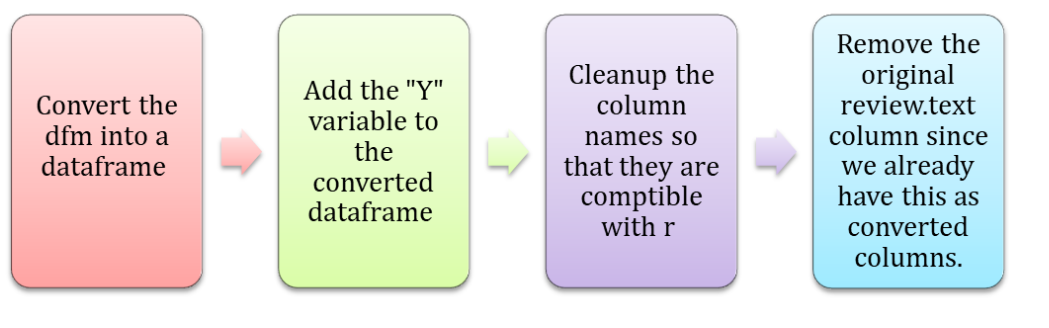 Convert the
dfm into a
dataframe
Add the "Y"
variable to
the
converted
dataframe
Cleanup the
column
names so
that they are
comptible
with r
Remove the
original
review.text
column since
we already
have this as
converted
columns.